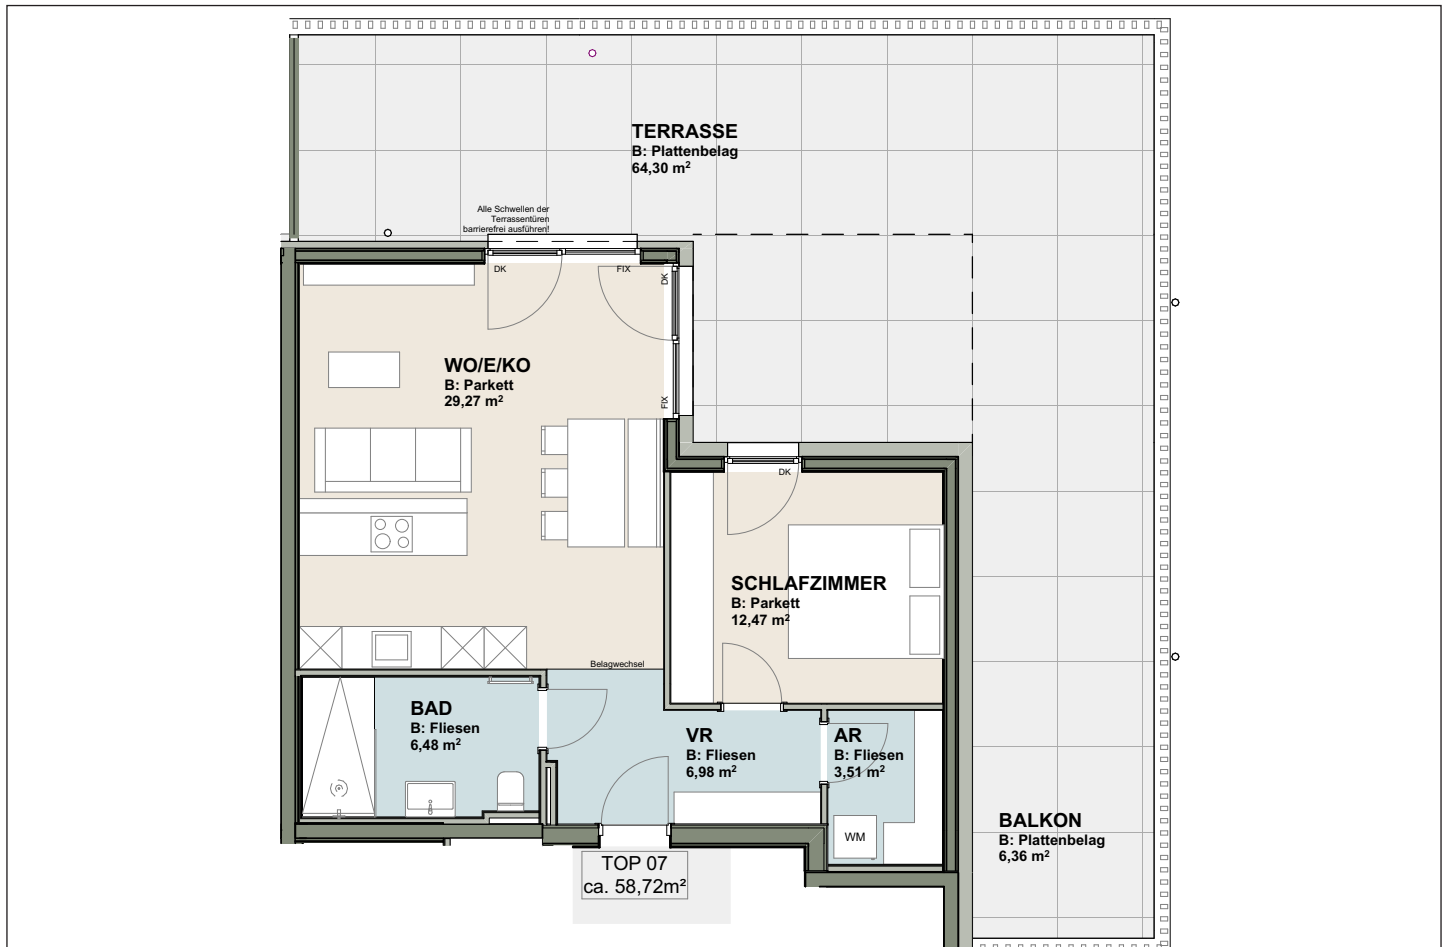 TERRASSE
B: Plattenbelag
64,30 m²
Alle Schwellen der
Terrassentüren
barrierefrei ausführen!
DK
FIX
DK
WO/E/KO
B: Parkett
29,27 m²
FIX
DK
SCHLAFZIMMER
B: Parkett
12,47 m²
Belagwechsel
BAD
B: Fliesen
6,48 m²
VR
B: Fliesen
6,98 m²
AR
B: Fliesen
3,51 m²
WM
BALKON
B: Plattenbelag
6,36 m²
TOP 07
ca. 58,72m²